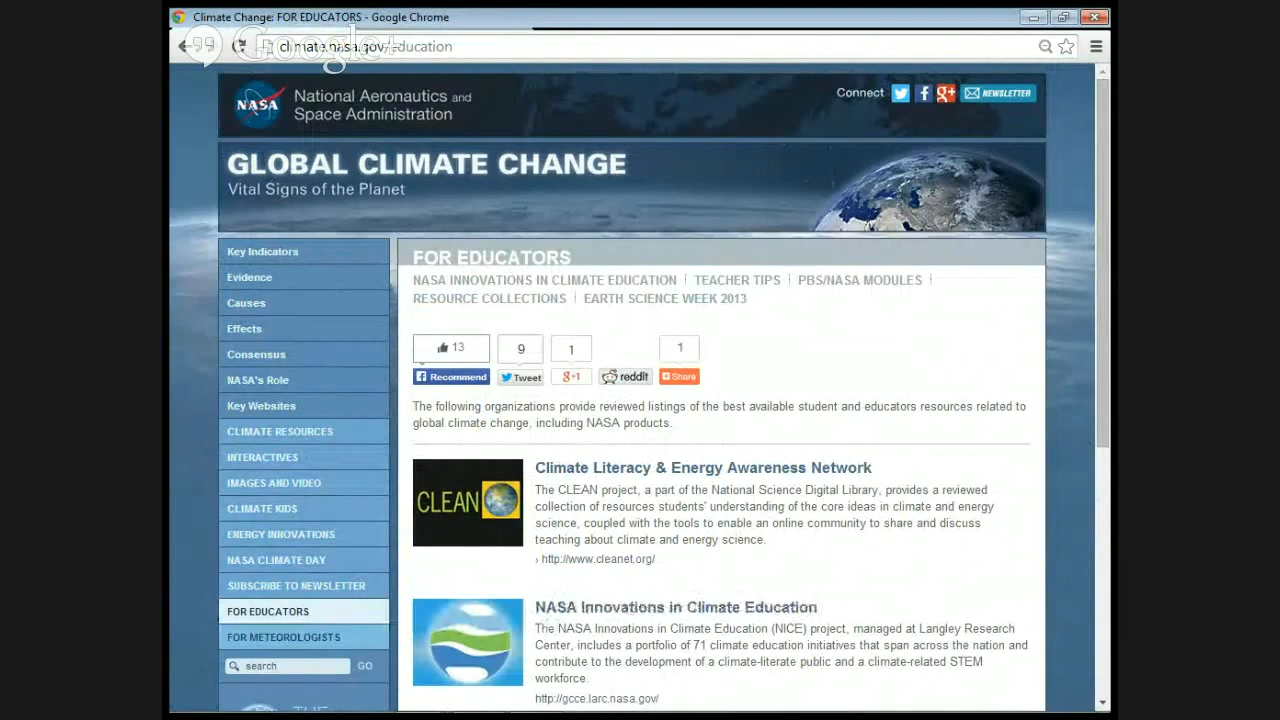 Climate Change: FOR EDUCATORS - Google Chrome
Google+
climate.nasa.gov/education
NASA
National Aeronautics and
Space Administration
Connect
NEWSLETTER
GLOBAL CLIMATE CHANGE
Vital Signs of the Planet
Key Indicators
Evidence
Causes
Effects
Consensus
NASA's Role
Key Websites
CLIMATE RESOURCES
INTERACTIVES
IMAGES AND VIDEO
CLIMATE KIDS
ENERGY INNOVATIONS
NASA CLIMATE DAY
SUBSCRIBE TO NEWSLETTER
FOR EDUCATORS
FOR METEOROLOGISTS
search GO
THE
FOR EDUCATORS
NASA INNOVATIONS IN CLIMATE EDUCATION | TEACHER TIPS | PBS/NASA MODULES |
RESOURCE COLLECTIONS | EARTH SCIENCE WEEK 2013
13 9 1 1
Recommend Tweet g+1 reddit Share
The following organizations provide reviewed listings of the best available student and educators resources related to
global climate change, including NASA products.
CLEAN
Climate Literacy & Energy Awareness Network
The CLEAN project, a part of the National Science Digital Library, provides a reviewed
collection of resources students' understanding of the core ideas in climate and energy
science, coupled with the tools to enable an online community to share and discuss
teaching about climate and energy science.
› http://www.cleanet.org/
NASA Innovations in Climate Education
The NASA Innovations in Climate Education (NICE) project, managed at Langley Research
Center, includes a portfolio of 71 climate education initiatives that span across the nation and
contribute to the development of a climate-literate public and a climate-related STEM
workforce.
http://gcce.larc.nasa.gov/